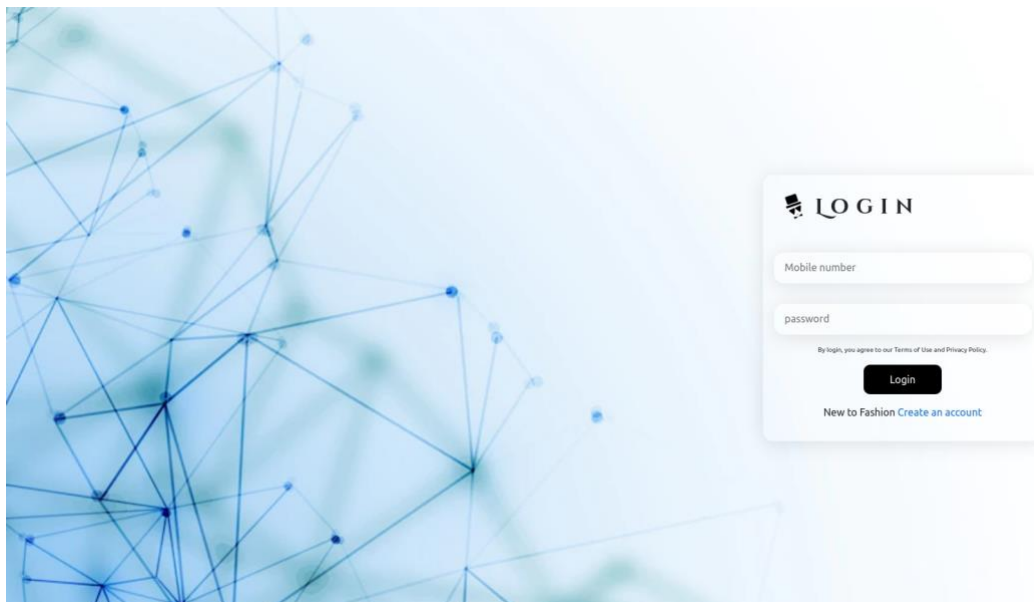 LOGIN
Mobile number
password
By login, you agree to our Terms of Use and Privacy Policy.
Login
New to Fashion Create an account